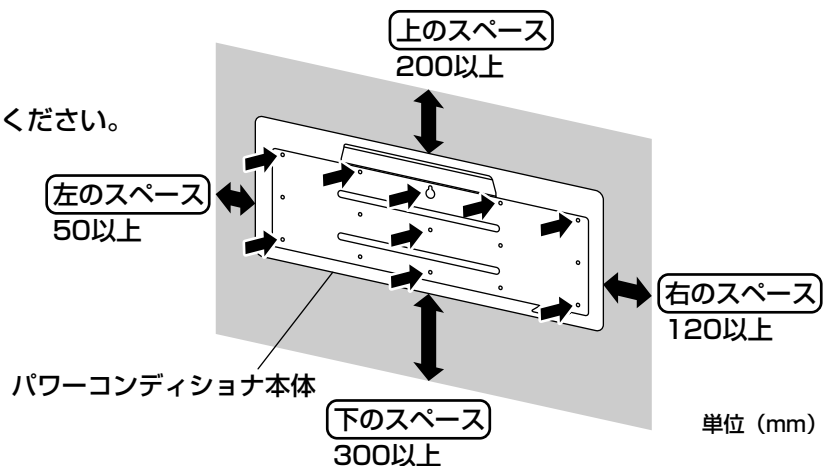 上のスペース
200以上
ください。
左のスペース
50以上
右のスペース
120以上
パワーコンディショナ本体
下のスペース
300以上
単位（mm）